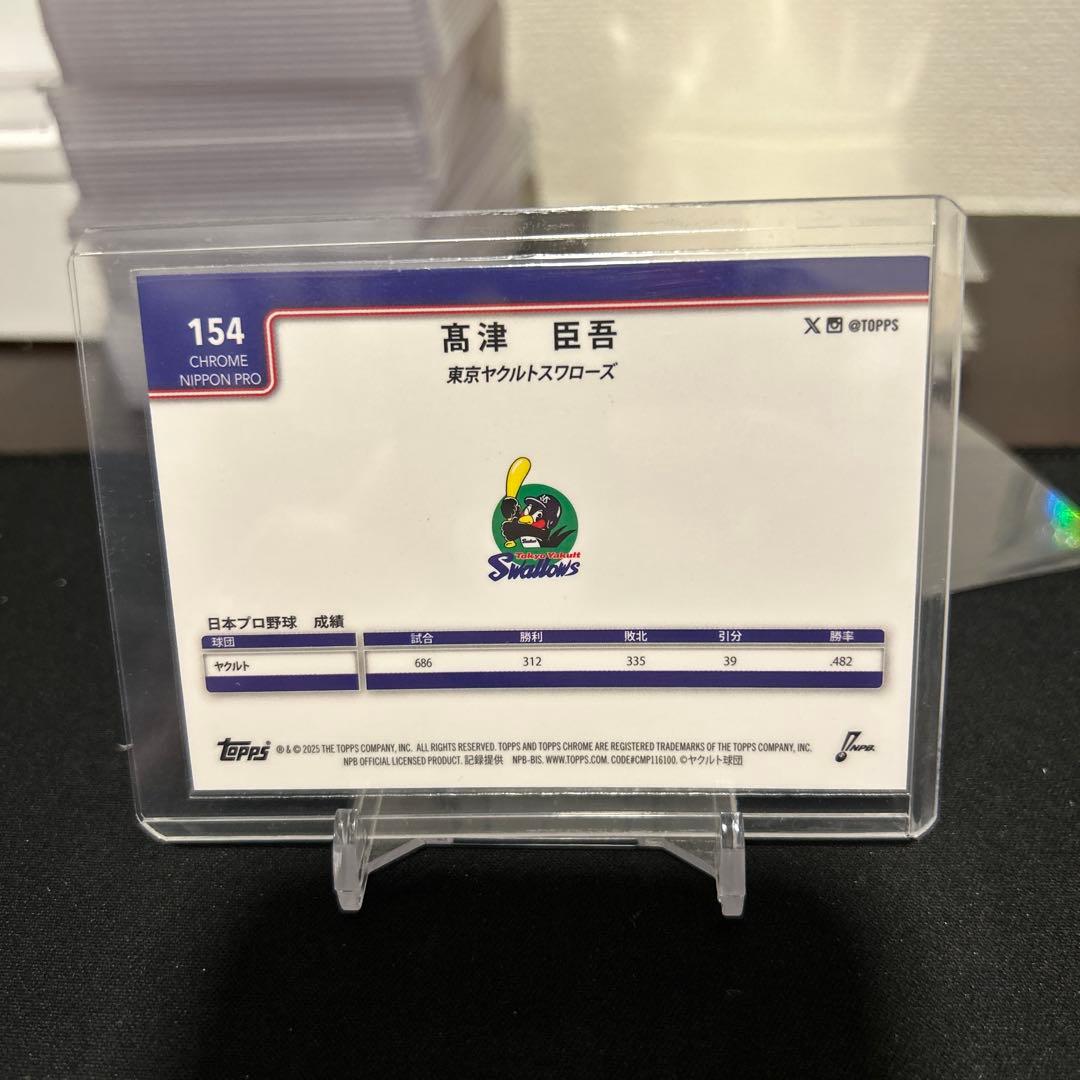 154
CHROME
NIPPON PRO
髙津 臣吾
東京ヤクルトスワローズ
@TOPPS
Tokyo Yakult
Swallows
日本プロ野球 成績
球団 試合 勝利 敗北 引分 勝率
ヤクルト 686 312 335 39 .482
topps ® & © 2025 THE TOPPS COMPANY, INC. ALL RIGHTS RESERVED. TOPPS AND TOPPS CHROME ARE REGISTERED TRADEMARKS OF THE TOPPS COMPANY, INC.
NPB OFFICIAL LICENSED PRODUCT. 記録提供 NPB-BIS. WWW.TOPPS.COM. CODE#CMP116100. ©ヤクルト球団
NPB.